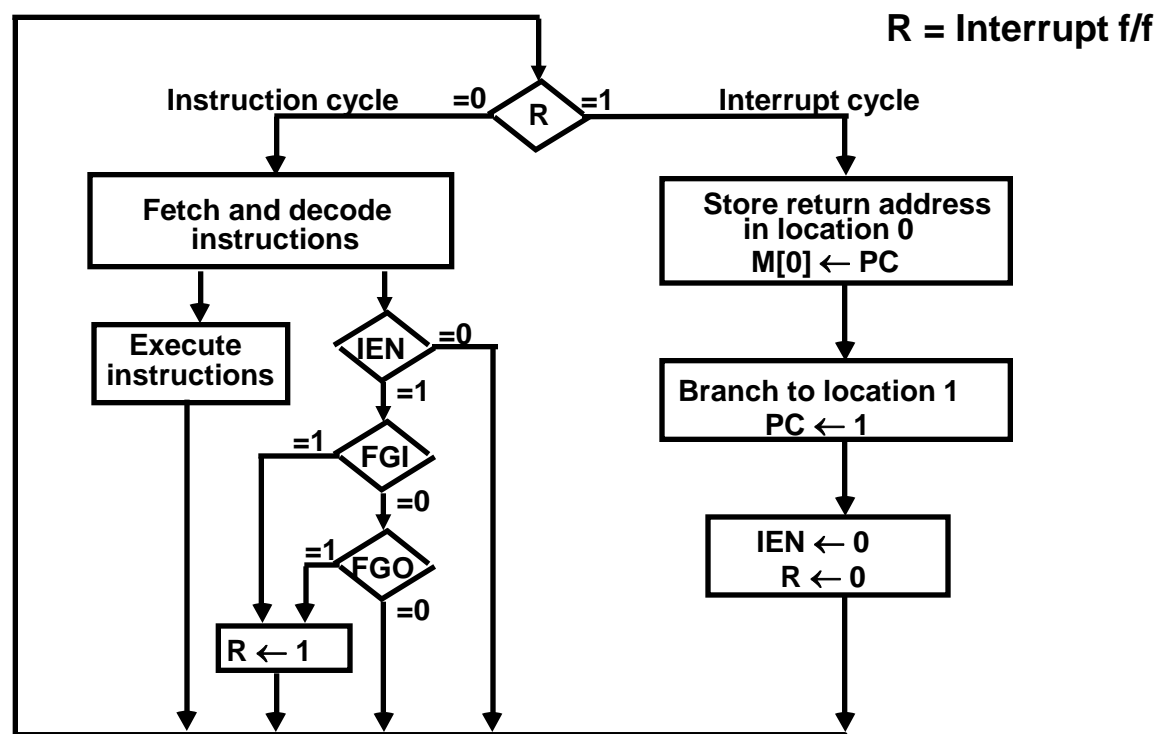 R = Interrupt f/f
Instruction cycle
=0
R
=1
Interrupt cycle
Fetch and decode
instructions
Store return address
in location 0
M[0] ← PC
Execute
instructions
IEN
=0
=1
Branch to location 1
PC ← 1
=1
FGI
=0
=1
FGO
=0
IEN ← 0
R ← 0
R ← 1